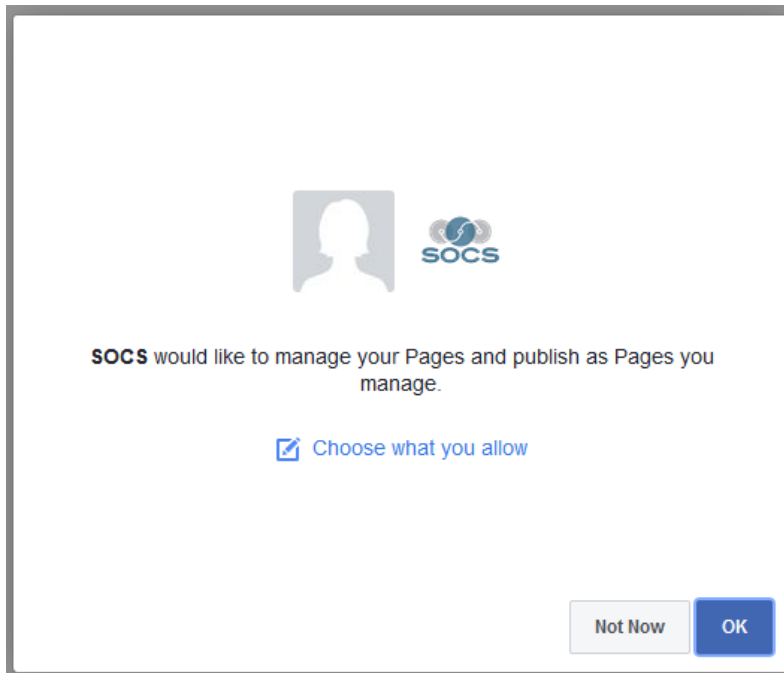 SOCS
SOCS would like to manage your Pages and publish as Pages you
manage.
Choose what you allow
Not Now
OK